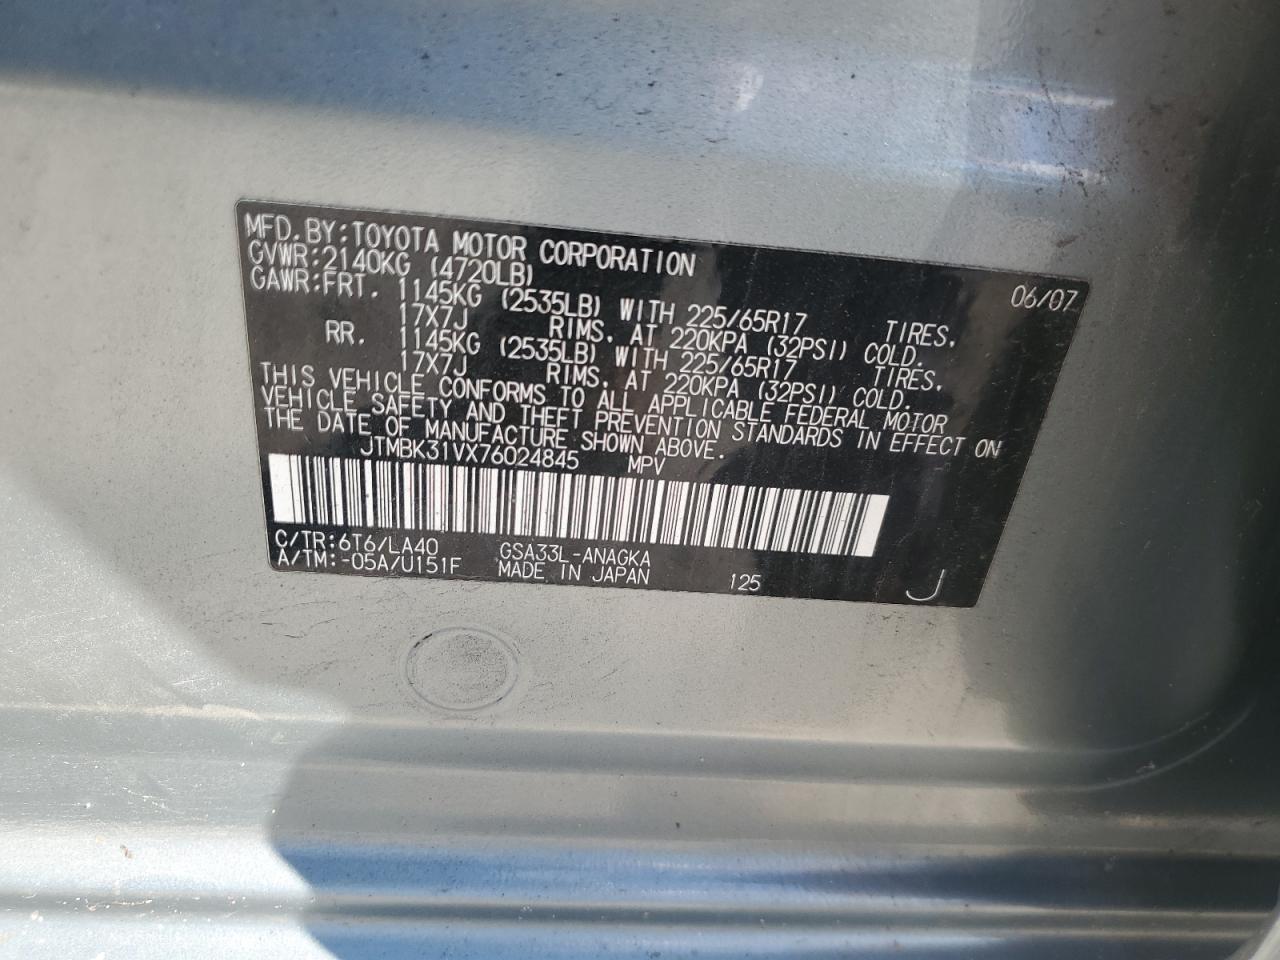 MFD. BY: TOYOTA MOTOR CORPORATION 06/07
GVWR: 2140KG (4720LB)
GAWR: FRT. 1145KG (2535LB) WITH 225/65R17 TIRES,
17X7J RIMS, AT 220KPA (32PSI) COLD.
RR. 1145KG (2535LB) WITH 225/65R17 TIRES,
17X7J RIMS, AT 220KPA (32PSI) COLD.
THIS VEHICLE CONFORMS TO ALL APPLICABLE FEDERAL MOTOR
VEHICLE SAFETY AND THEFT PREVENTION STANDARDS IN EFFECT ON
THE DATE OF MANUFACTURE SHOWN ABOVE.
JTMBK31VX76024845 MPV
C/TR: 6T6/LA40 GSA33L-ANAGKA
A/TM: -05A/U151F MADE IN JAPAN 125 J